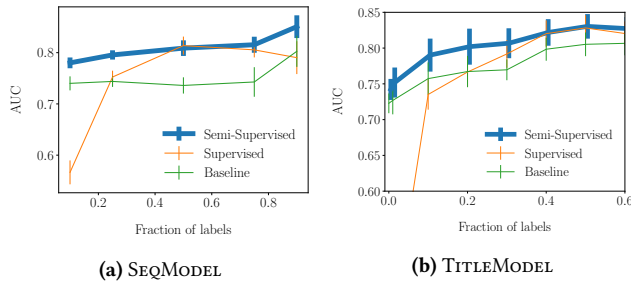 0.8
0.7
0.6
AUC
0.2
0.4
0.6
0.8
Fraction of labels
Semi-Supervised
Supervised
Baseline
(a) SEQMODEL
0.85
0.80
0.75
0.70
0.65
0.60
AUC
0.0
0.2
0.4
0.6
Fraction of labels
Semi-Supervised
Supervised
Baseline
(b) TITLEMODEL